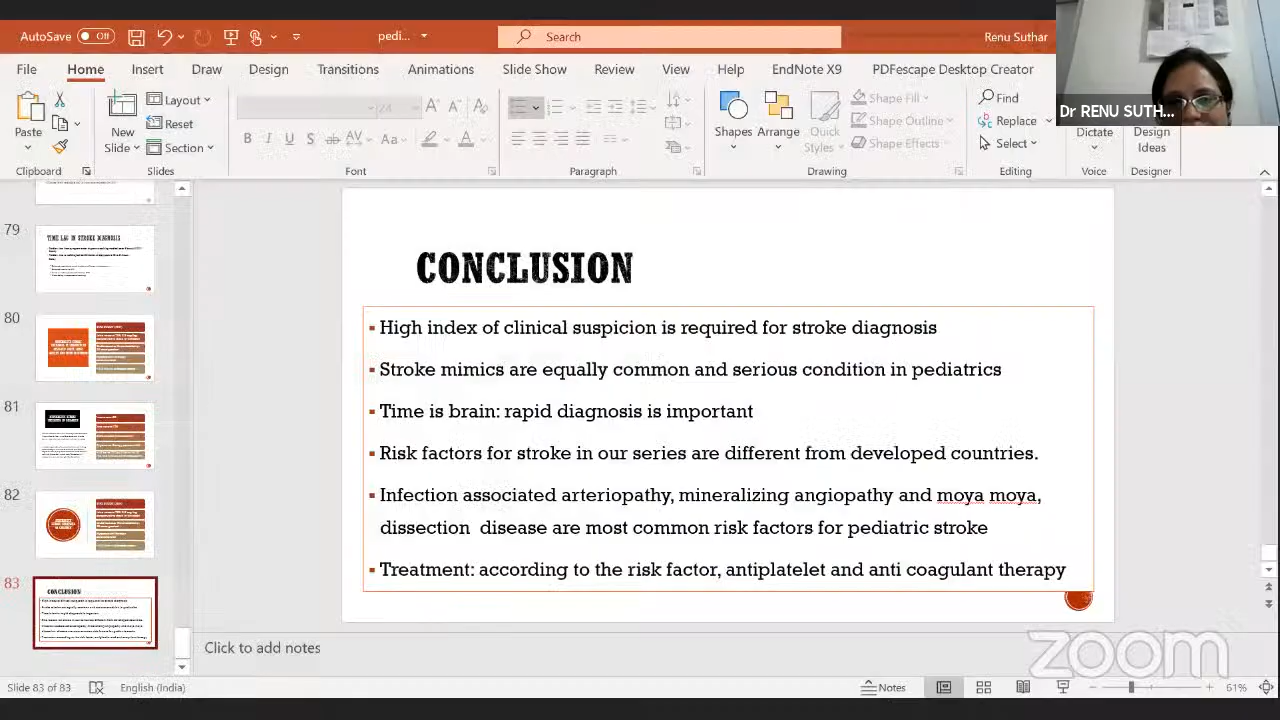 AutoSave Off pedi... Search Renu Suthar
File Home Insert Draw Design Transitions Animations Slide Show Review View Help EndNote X9 PDFescape Desktop Creator
Dr RENU SUTH...
Paste New Slide Layout Reset Section 24 Shapes Arrange Quick Styles Shape Fill Shape Outline Shape Effects Find Replace Select Dictate Design Ideas
Clipboard Slides Font Paragraph Drawing Editing Voice Designer
79
TIME LAG IN STROKE DIAGNOSIS
80
81
82
83
CONCLUSION
CONCLUSION
▪ High index of clinical suspicion is required for stroke diagnosis
▪ Stroke mimics are equally common and serious condition in pediatrics
▪ Time is brain: rapid diagnosis is important
▪ Risk factors for stroke in our series are different from developed countries.
▪ Infection associated arteriopathy, mineralizing angiopathy and moya moya,
dissection disease are most common risk factors for pediatric stroke
▪ Treatment: according to the risk factor, antiplatelet and anti coagulant therapy
Click to add notes
zoom
Slide 83 of 83 English (India) Notes 61%